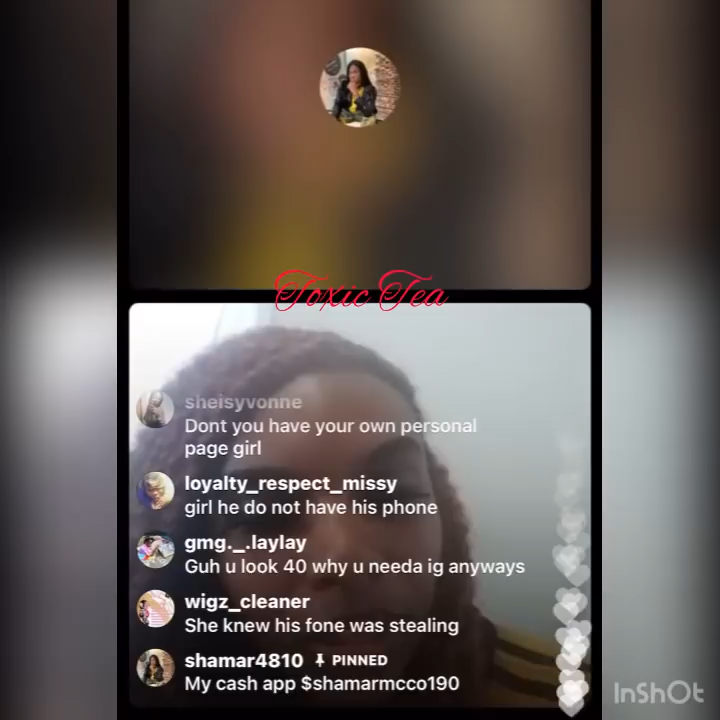 Toxic Tea
sheisyvonne
Dont you have your own personal
page girl
loyalty_respect_missy
girl he do not have his phone
gmg._.laylay
Guh u look 40 why u needa ig anyways
wigz_cleaner
She knew his fone was stealing
shamar4810 PINNED
My cash app $shamarmcco190
InShOt